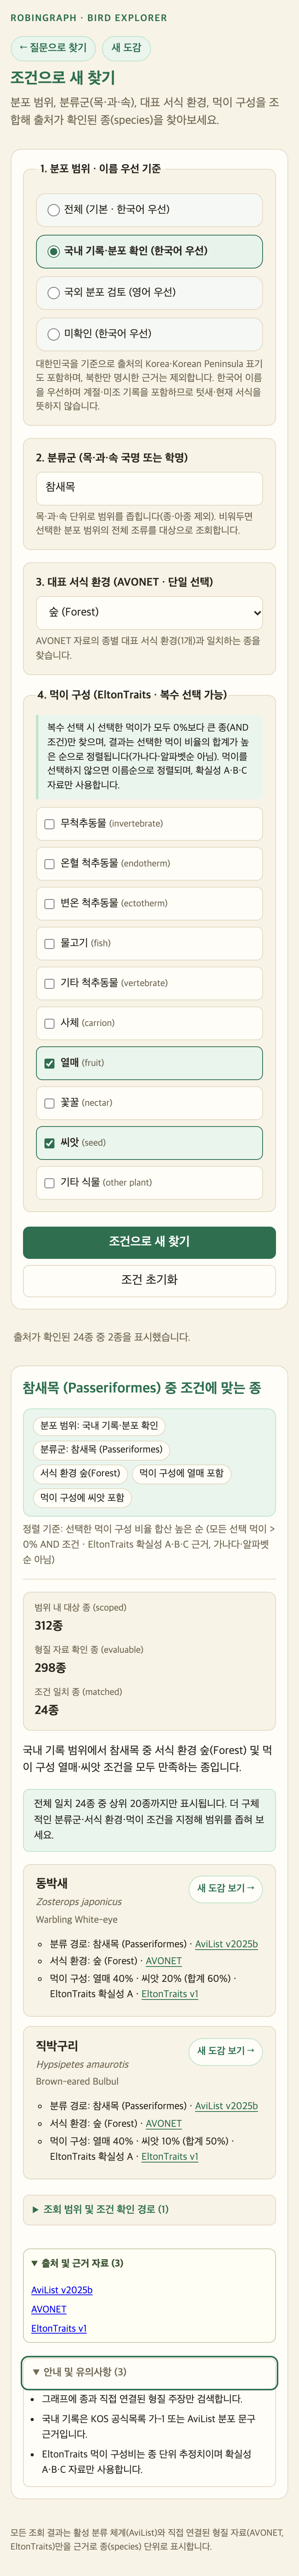 ROBINGRAPH · BIRD EXPLORER
← 질문으로 찾기
새 도감
조건으로 새 찾기
분포 범위, 분류군(목·과·속), 대표 서식 환경, 먹이 구성을 조
합해 출처가 확인된 종(species)을 찾아보세요.
1. 분포 범위 · 이름 우선 기준
전체 (기본 · 한국어 우선)
국내 기록·분포 확인 (한국어 우선)
국외 분포 검토 (영어 우선)
미확인 (한국어 우선)
대한민국을 기준으로 출처의 Korea·Korean Peninsula 표기
도 포함하며, 북한만 명시한 근거는 제외합니다. 한국어 이름
을 우선하며 계절·미조 기록을 포함하므로 텃새·현재 서식을
뜻하지 않습니다.
2. 분류군 (목·과·속 국명 또는 학명)
참새목
목·과·속 단위로 범위를 좁힙니다(종·아종 제외). 비워두면
선택한 분포 범위의 전체 조류를 대상으로 조회합니다.
3. 대표 서식 환경 (AVONET · 단일 선택)
숲 (Forest)
AVONET 자료의 종별 대표 서식 환경(1개)과 일치하는 종을
찾습니다.
4. 먹이 구성 (EltonTraits · 복수 선택 가능)
복수 선택 시 선택한 먹이가 모두 0%보다 큰 종(AND
조건)만 찾으며, 결과는 선택한 먹이 비율의 합계가 높
은 순으로 정렬됩니다(가나다·알파벳순 아님). 먹이를
선택하지 않으면 이름순으로 정렬되며, 확실성 A·B·C
자료만 사용합니다.
무척추동물 (invertebrate)
온혈 척추동물 (endotherm)
변온 척추동물 (ectotherm)
물고기 (fish)
기타 척추동물 (vertebrate)
사체 (carrion)
열매 (fruit)
꽃꿀 (nectar)
씨앗 (seed)
기타 식물 (other plant)
조건으로 새 찾기
조건 초기화
출처가 확인된 24종 중 2종을 표시했습니다.
참새목 (Passeriformes) 중 조건에 맞는 종
분포 범위: 국내 기록·분포 확인
분류군: 참새목 (Passeriformes)
서식 환경 숲(Forest)
먹이 구성에 열매 포함
먹이 구성에 씨앗 포함
정렬 기준: 선택한 먹이 구성 비율 합산 높은 순 (모든 선택 먹이 >
0% AND 조건 · EltonTraits 확실성 A·B·C 근거, 가나다·알파벳
순 아님)
범위 내 대상 종 (scoped)
312종
형질 자료 확인 종 (evaluable)
298종
조건 일치 종 (matched)
24종
국내 기록 범위에서 참새목 중 서식 환경 숲(Forest) 및 먹
이 구성 열매·씨앗 조건을 모두 만족하는 종입니다.
전체 일치 24종 중 상위 20종까지만 표시됩니다. 더 구체
적인 분류군·서식 환경·먹이 조건을 지정해 범위를 좁혀 보
세요.
동박새
새 도감 보기 →
Zosterops japonicus
Warbling White-eye
분류 경로: 참새목 (Passeriformes) · AviList v2025b
서식 환경: 숲 (Forest) · AVONET
먹이 구성: 열매 40% · 씨앗 20% (합계 60%) ·
EltonTraits 확실성 A · EltonTraits v1
직박구리
새 도감 보기 →
Hypsipetes amaurotis
Brown-eared Bulbul
분류 경로: 참새목 (Passeriformes) · AviList v2025b
서식 환경: 숲 (Forest) · AVONET
먹이 구성: 열매 40% · 씨앗 10% (합계 50%) ·
EltonTraits 확실성 A · EltonTraits v1
▶ 조회 범위 및 조건 확인 경로 (1)
▼ 출처 및 근거 자료 (3)
AviList v2025b
AVONET
EltonTraits v1
▼ 안내 및 유의사항 (3)
그래프에 종과 직접 연결된 형질 주장만 검색합니다.
국내 기록은 KOS 공식목록 가-1 또는 AviList 분포 문구
근거입니다.
EltonTraits 먹이 구성비는 종 단위 추정치이며 확실성
A·B·C 자료만 사용합니다.
모든 조회 결과는 활성 분류 체계(AviList)와 직접 연결된 형질 자료(AVONET,
EltonTraits)만을 근거로 종(species) 단위로 표시합니다.